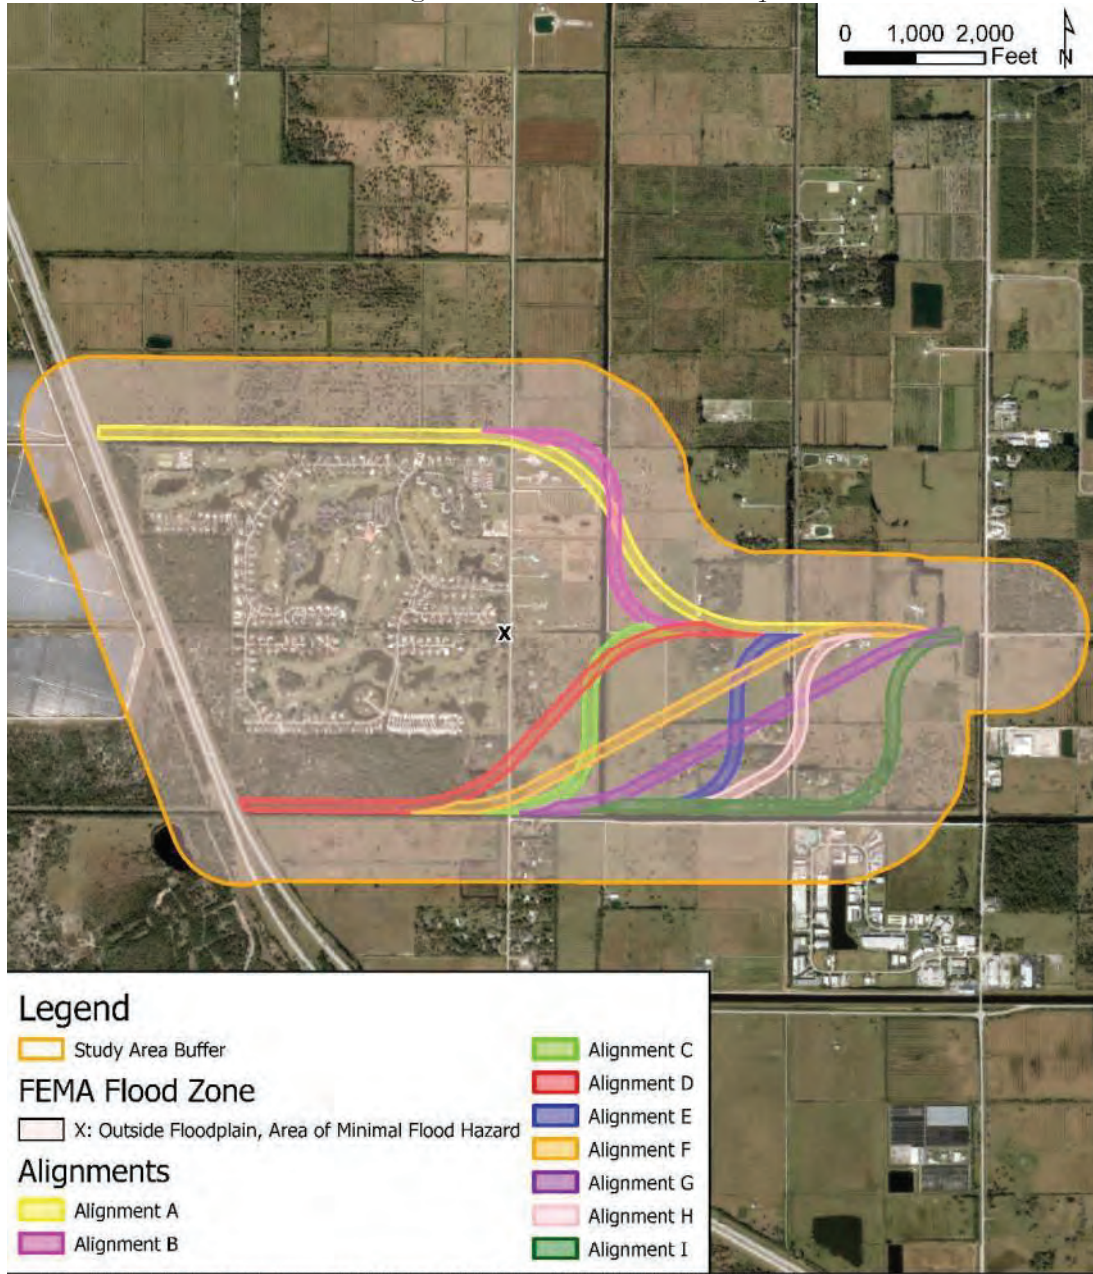 0 1,000 2,000
Feet N
X
Legend
Study Area Buffer
FEMA Flood Zone
X: Outside Floodplain, Area of Minimal Flood Hazard
Alignments
Alignment A
Alignment B
Alignment C
Alignment D
Alignment E
Alignment F
Alignment G
Alignment H
Alignment I